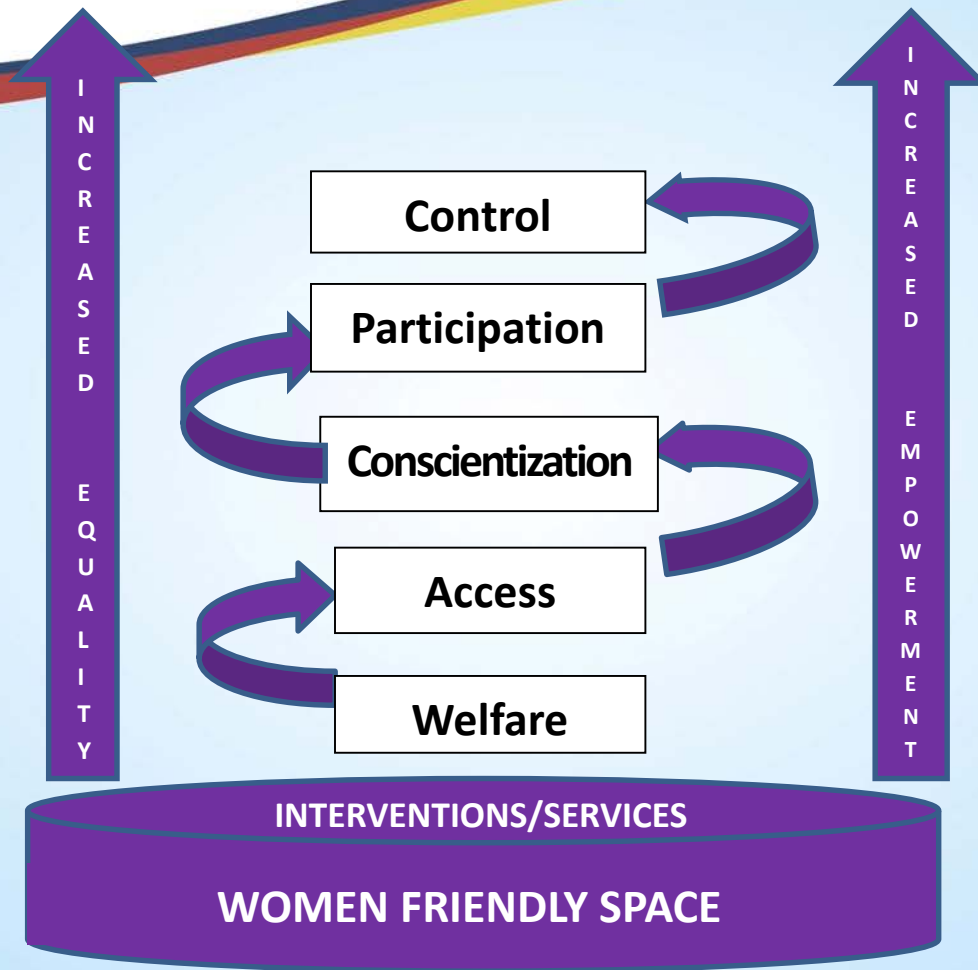 INCREASED EQUALITY
INCREASED EMPOWERMENT
Control
Participation
Conscientization
Access
Welfare
INTERVENTIONS/SERVICES
WOMEN FRIENDLY SPACE